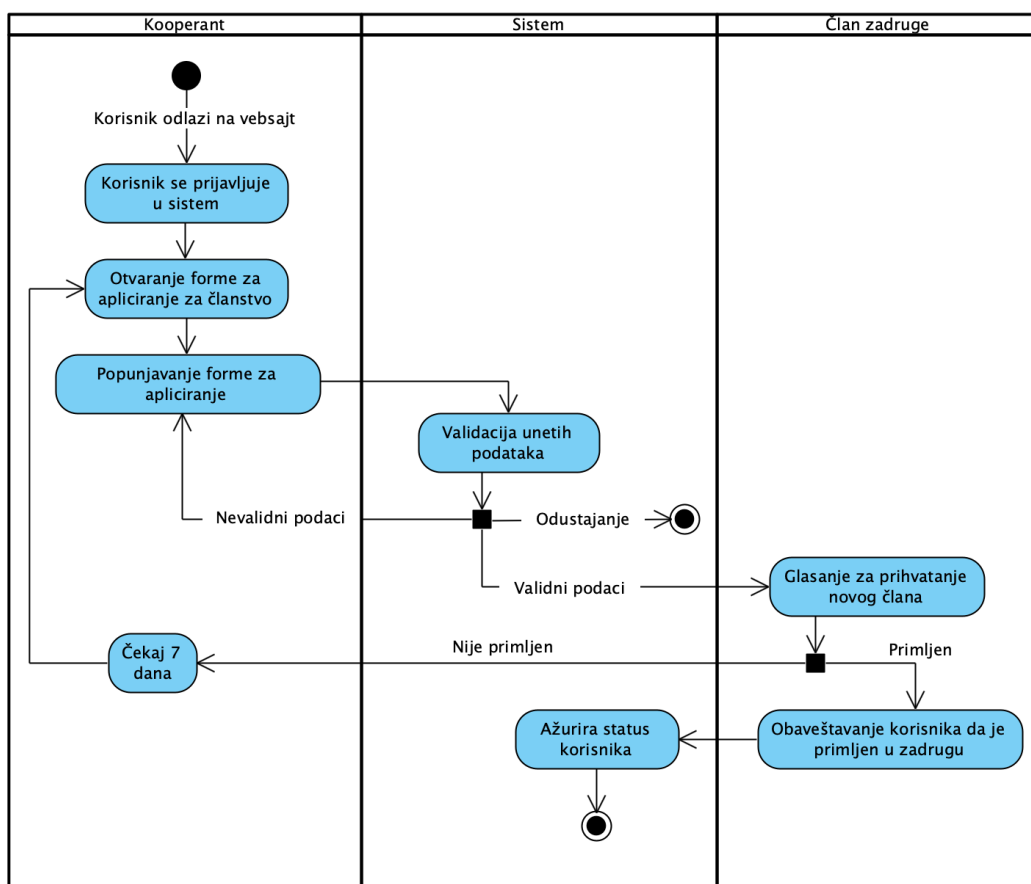 Kooperant
Sistem
Član zadruge
Korisnik odlazi na vebsajt
Korisnik se prijavljuje
u sistem
Otvaranje forme za
apliciranje za članstvo
Popunjavanje forme za
apliciranje
Validacija unetih
podataka
Nevalidni podaci
Odustajanje
Validni podaci
Glasanje za prihvatanje
novog člana
Nije primljen
Primljen
Čekaj 7
dana
Obaveštavanje korisnika da je
primljen u zadrugu
Ažurira status
korisnika